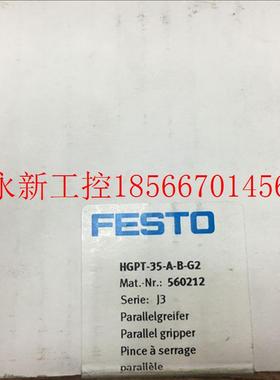 永新工控18566701456
FESTO
HGPT-35-A-B-G2
Mat.-Nr.: 560212
Serie: J3
Parallelgreifer
Parallel gripper
Pince à serrage
parallèle